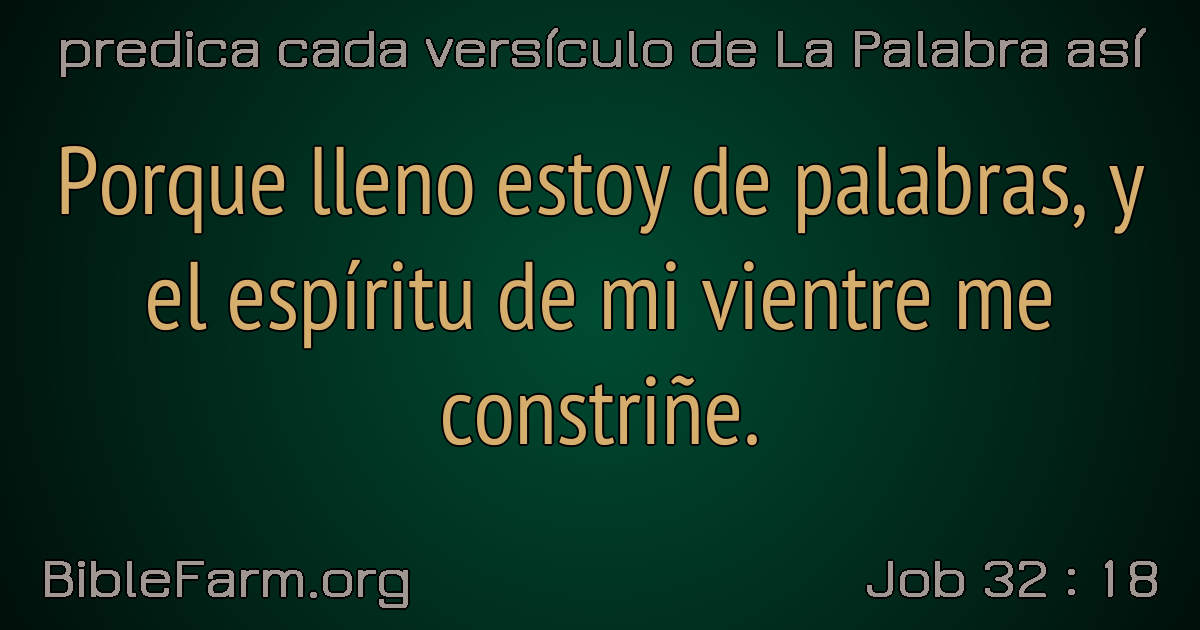 predica cada versículo de La Palabra así
Porque lleno estoy de palabras, y
el espíritu de mi vientre me
constriñe.
BibleFarm.org
Job 32 : 18